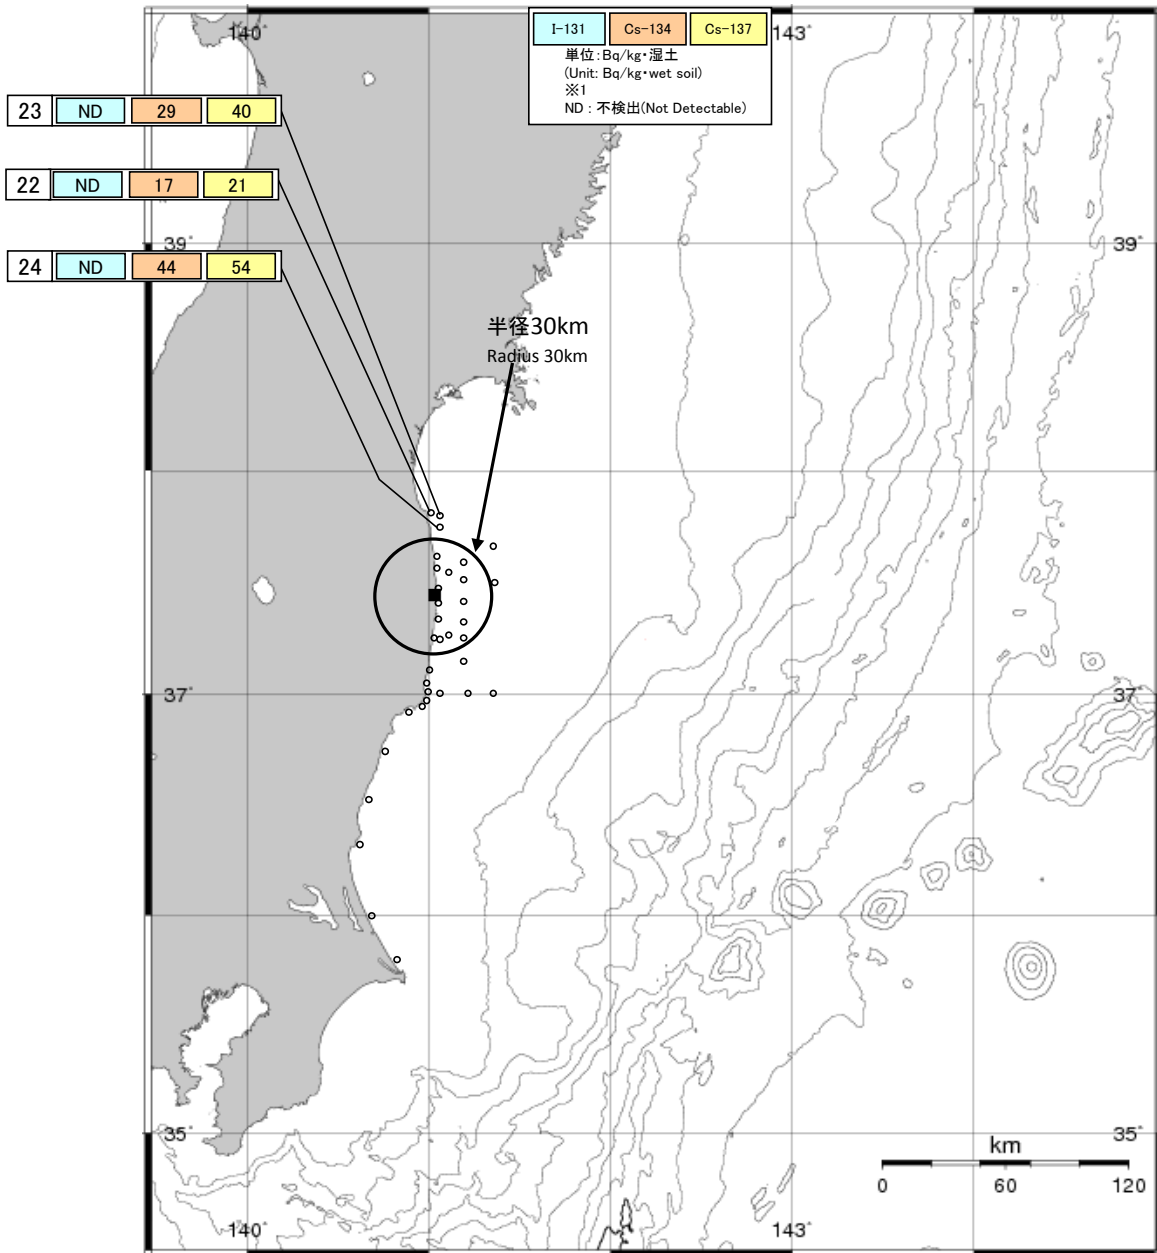 140°
143°
I-131 Cs-134 Cs-137
単位:Bq/kg・湿土
(Unit: Bq/kg・wet soil)
※1
ND : 不検出(Not Detectable)
23 ND 29 40
22 ND 17 21
39°
39°
24 ND 44 54
半径30km
Radius 30km
37°
37°
35°
35°
km
0 60 120
140°
143°